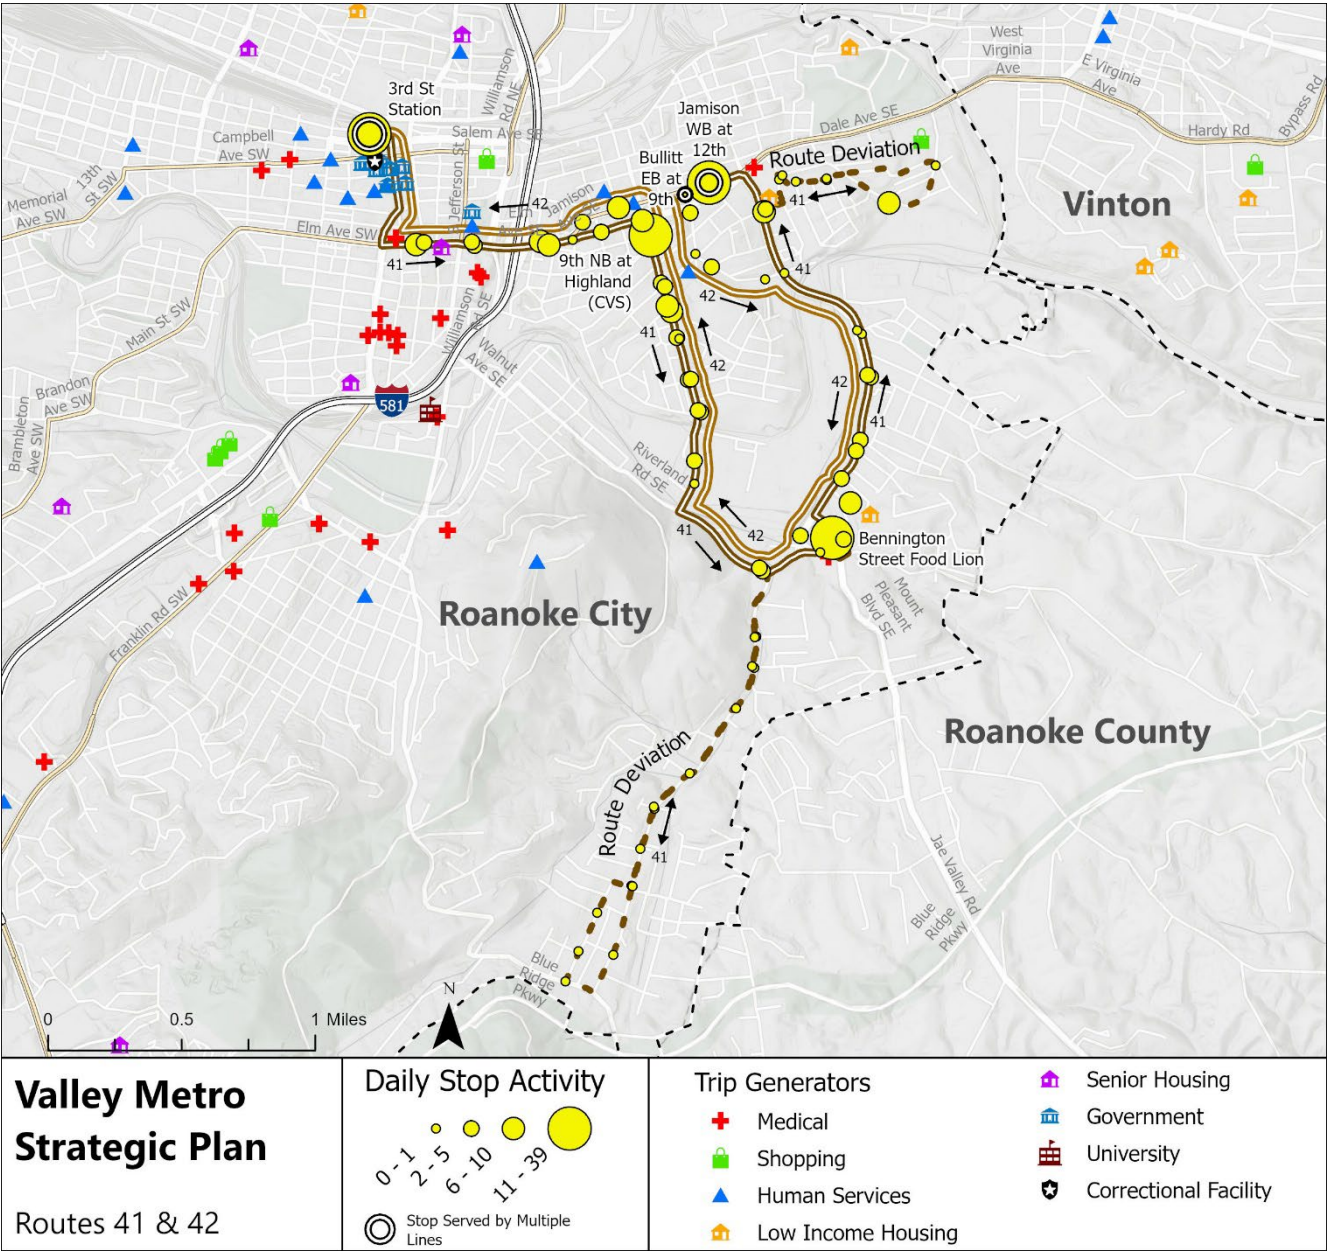 3rd St
Station
Campbell
Ave SW
13th
St SW
Memorial
Ave SW
Elm Ave SW
Main St SW
Brandon
Ave SW
Brambleton
Ave SW
Franklin Rd SW
Williamson
Rd NE
Salem Ave SE
Jefferson St
Jamison
Elm
42
41
Williamson
Rd SE
Walnut
Ave SE
581
9th NB at
Highland
(CVS)
Bullitt
EB at
9th
Jamison
WB at
12th
Dale SE
Route Deviation
41
41
42
41
42
42
41
Riverland
Rd SE
41
42
West
Virginia
Ave
E Virginia
Ave
Hardy Rd
Bypass Rd
Vinton
Bennington
Street Food Lion
Mount
Pleasant
Blvd SE
Roanoke City
Roanoke County
Route Deviation
41
Jae Valley Rd
Blue
Ridge
Pkwy
Blue
Ridge
Pkwy
N
0 0.5 1 Miles
Valley Metro
Strategic Plan
Routes 41 & 42
Daily Stop Activity
0 - 1
2 - 5
6 - 10
11 - 39
Stop Served by Multiple
Lines
Trip Generators
Medical
Shopping
Human Services
Low Income Housing
Senior Housing
Government
University
Correctional Facility